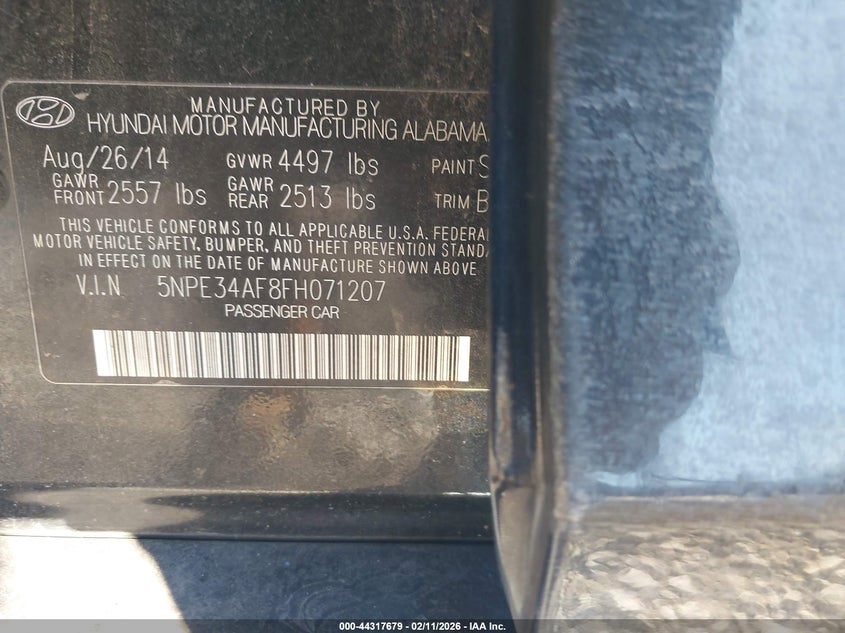 MANUFACTURED BY
HYUNDAI MOTOR MANUFACTURING ALABAMA
Aug/26/14 GVWR 4497 lbs PAINT S
GAWR FRONT 2557 lbs GAWR REAR 2513 lbs TRIM B
THIS VEHICLE CONFORMS TO ALL APPLICABLE U.S.A. FEDERA
MOTOR VEHICLE SAFETY, BUMPER, AND THEFT PREVENTION STAND
IN EFFECT ON THE DATE OF MANUFACTURE SHOWN ABOVE
V.I.N 5NPE34AF8FH071207
PASSENGER CAR
000-44317679 - 02/11/2026 - IAA Inc.